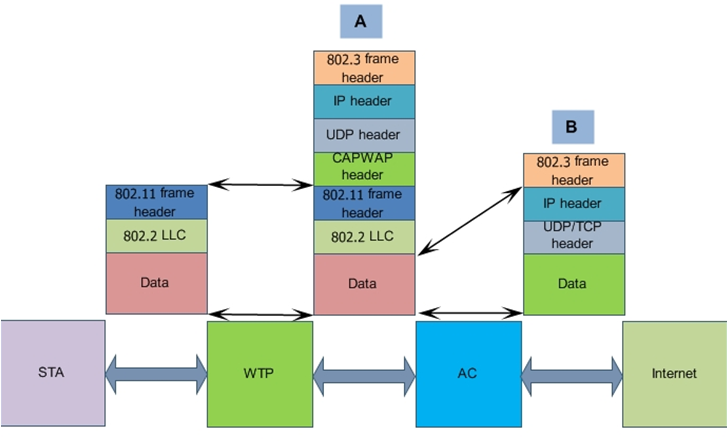 A
802.3 frame
header
IP header
UDP header
CAPWAP
header
802.11 frame
header
802.2 LLC
Data
B
802.3 frame
header
IP header
UDP/TCP
header
Data
802.11 frame
header
802.2 LLC
Data
STA
WTP
AC
Internet